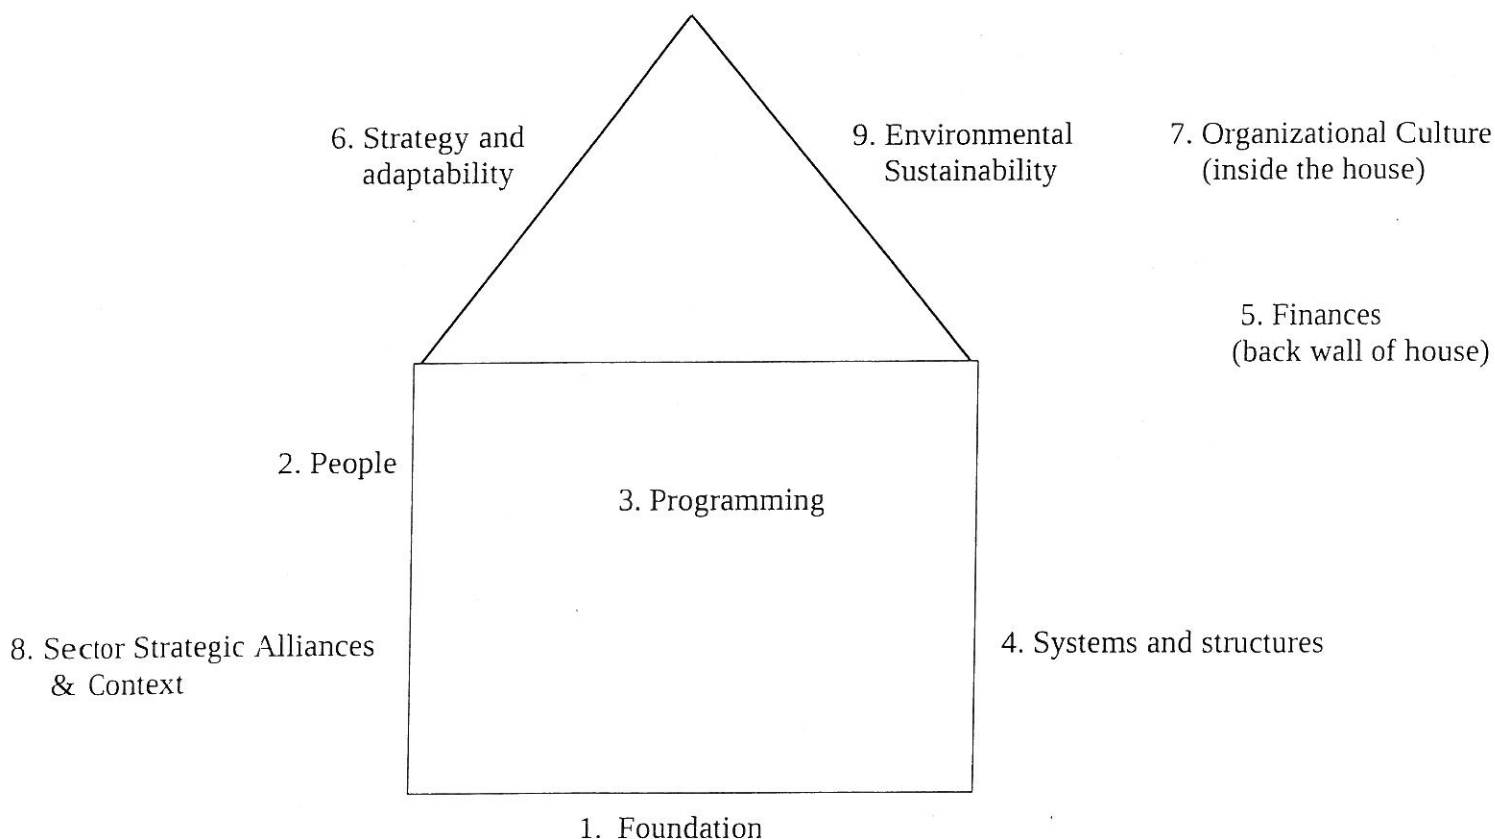 6. Strategy and
adaptability
9. Environmental
Sustainability
7. Organizational Culture
(inside the house)
5. Finances
(back wall of house)
2. People
3. Programming
8. Sector Strategic Alliances
& Context
4. Systems and structures
1. Foundation